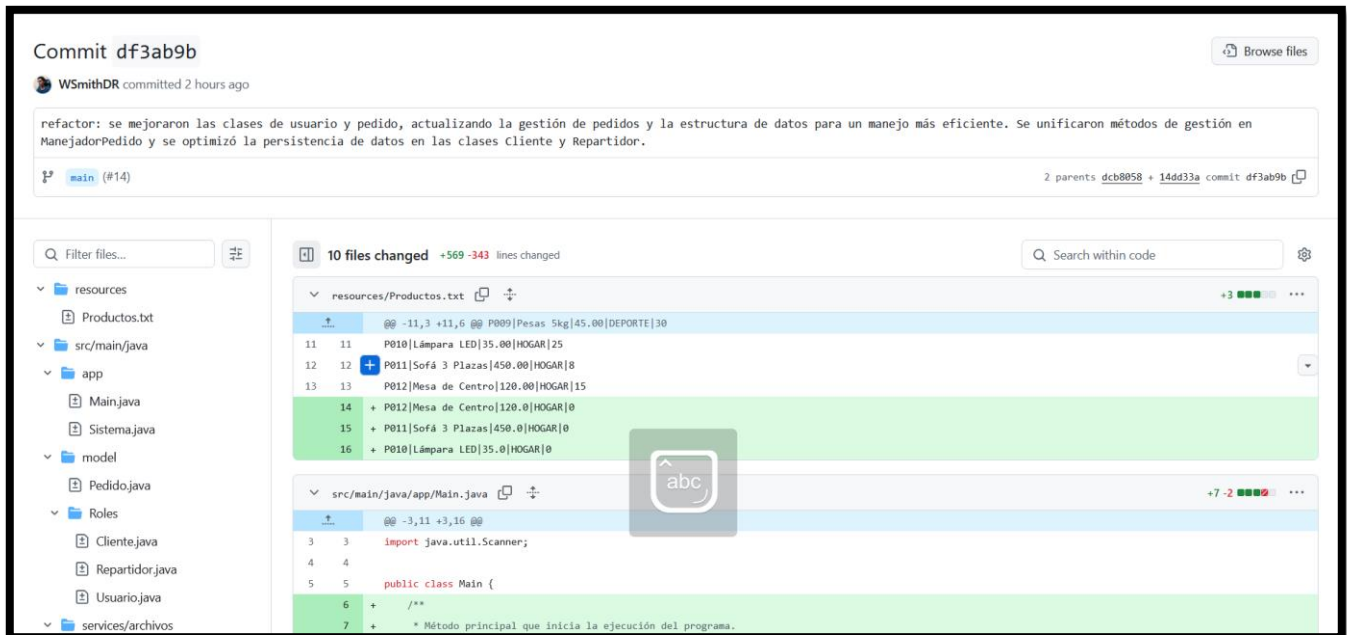 Commit df3ab9b
Browse files
WSmithDR committed 2 hours ago
refactor: se mejoraron las clases de usuario y pedido, actualizando la gestión de pedidos y la estructura de datos para un manejo más eficiente. Se unificaron métodos de gestión en
ManejadorPedido y se optimizó la persistencia de datos en las clases Cliente y Repartidor.
main (#14)
2 parents dcb8058 + 14dd33a commit df3ab9b
Filter files...
10 files changed +569 -343 lines changed
Search within code
resources
Productos.txt
src/main/java
app
Main.java
Sistema.java
model
Pedido.java
Roles
Cliente.java
Repartidor.java
Usuario.java
services/archivos
resources/Productos.txt
+3
@@ -11,3 +11,6 @@ P009|Pesas 5kg|45.00|DEPORTE|30
11 11 P010|Lámpara LED|35.00|HOGAR|25
12 12 + P011|Sofá 3 Plazas|450.00|HOGAR|8
13 13 P012|Mesa de Centro|120.00|HOGAR|15
14 + P012|Mesa de Centro|120.0|HOGAR|0
15 + P011|Sofá 3 Plazas|450.0|HOGAR|0
16 + P010|Lámpara LED|35.0|HOGAR|0
abc
src/main/java/app/Main.java
+7 -2
@@ -3,11 +3,16 @@
3 3 import java.util.Scanner;
4 4
5 5 public class Main {
6 + /**
7 + * Método principal que inicia la ejecución del programa.